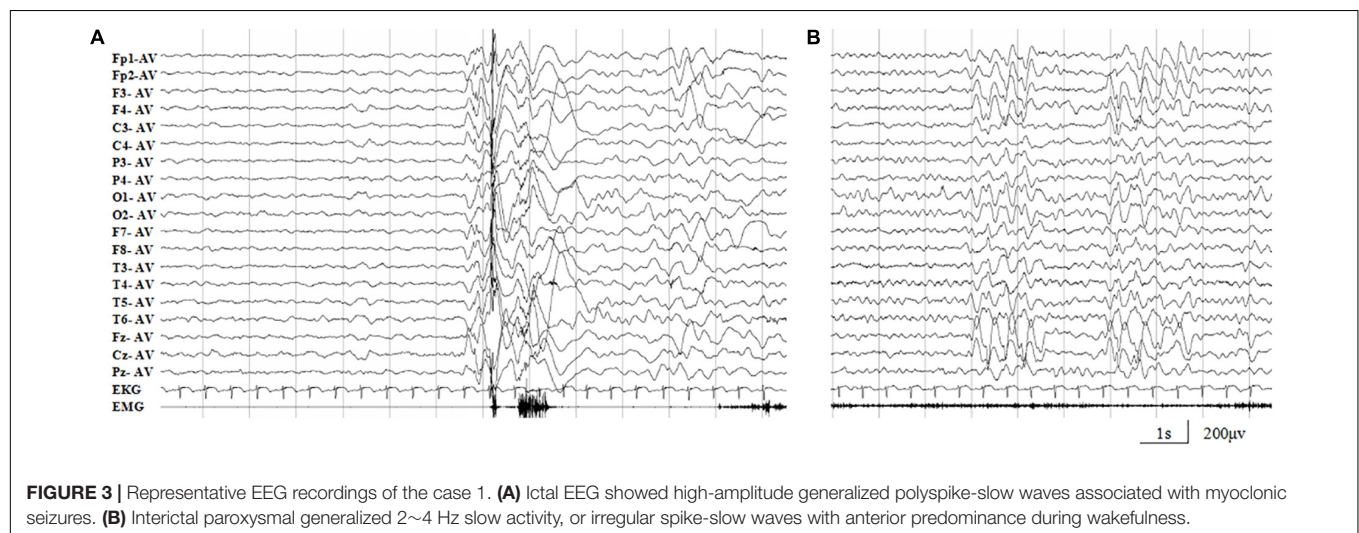 A
B
Fp1-AV
Fp2-AV
F3- AV
F4- AV
C3- AV
C4- AV
P3- AV
P4- AV
O1- AV
O2- AV
F7- AV
F8- AV
T3- AV
T4- AV
T5- AV
T6- AV
Fz- AV
Cz- AV
Pz- AV
EKG
EMG
1s 200μv
FIGURE 3 | Representative EEG recordings of the case 1. (A) Ictal EEG showed high-amplitude generalized polyspike-slow waves associated with myoclonic
seizures. (B) Interictal paroxysmal generalized 2∼4 Hz slow activity, or irregular spike-slow waves with anterior predominance during wakefulness.